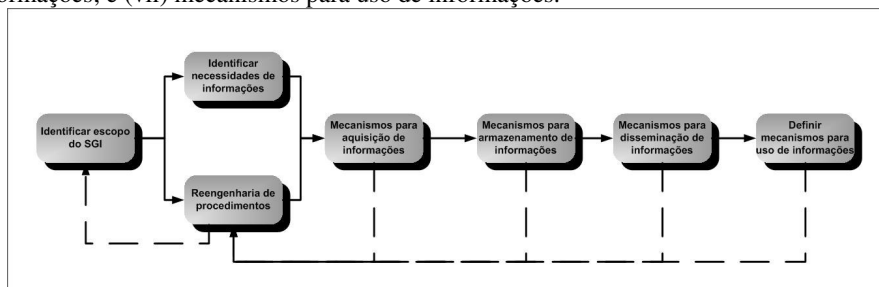 ormações, e (vii) mecanismos para uso de informações.
Identificar
necessidades de
informações
Identificar escopo
do SGI
Reengenharia de
procedimentos
Mecanismos para
aquisição de
informações
Mecanismos para
armazenamento de
informações
Mecanismos para
disseminação de
informações
Definir
mecanismos para
uso de informações